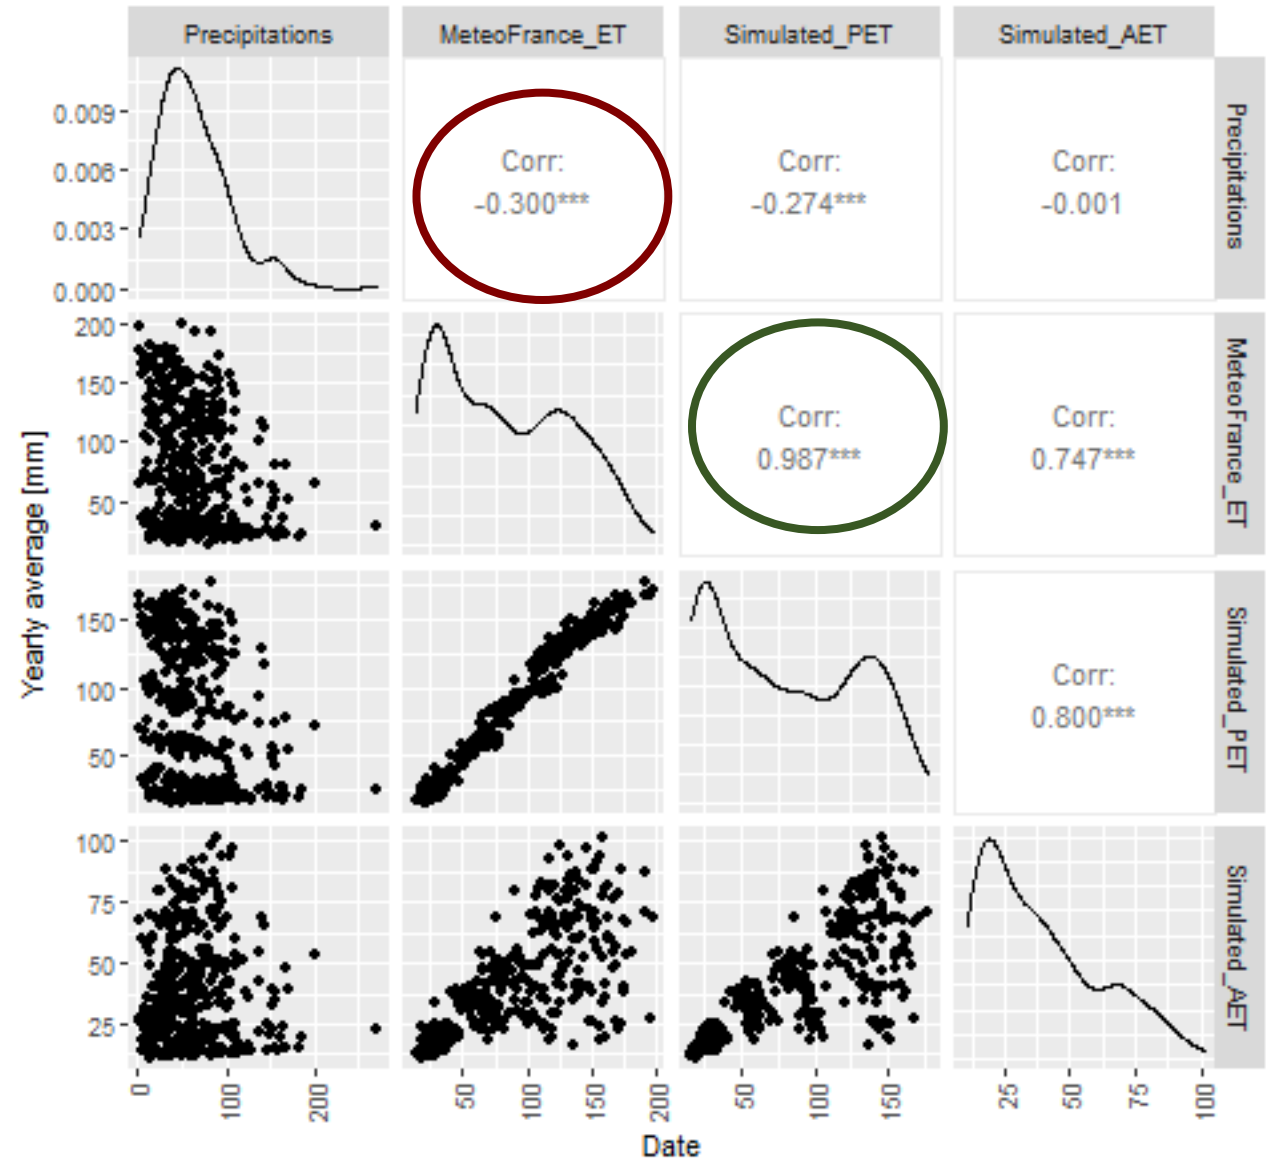 Precipitations MeteoFrance_ET Simulated_PET Simulated_AET
0.009
0.006
0.003
0.000
Corr:
-0.300***
Corr:
-0.274***
Corr:
-0.001
Precipitations
200
150
100
50
Corr:
0.987***
Corr:
0.747***
MeteoFrance_ET
Yearly average [mm]
150
100
50
Corr:
0.800***
Simulated_PET
100
75
50
25
Simulated_AET
0 100 200
50 100 150 200
50 100 150
25 50 75 100
Date